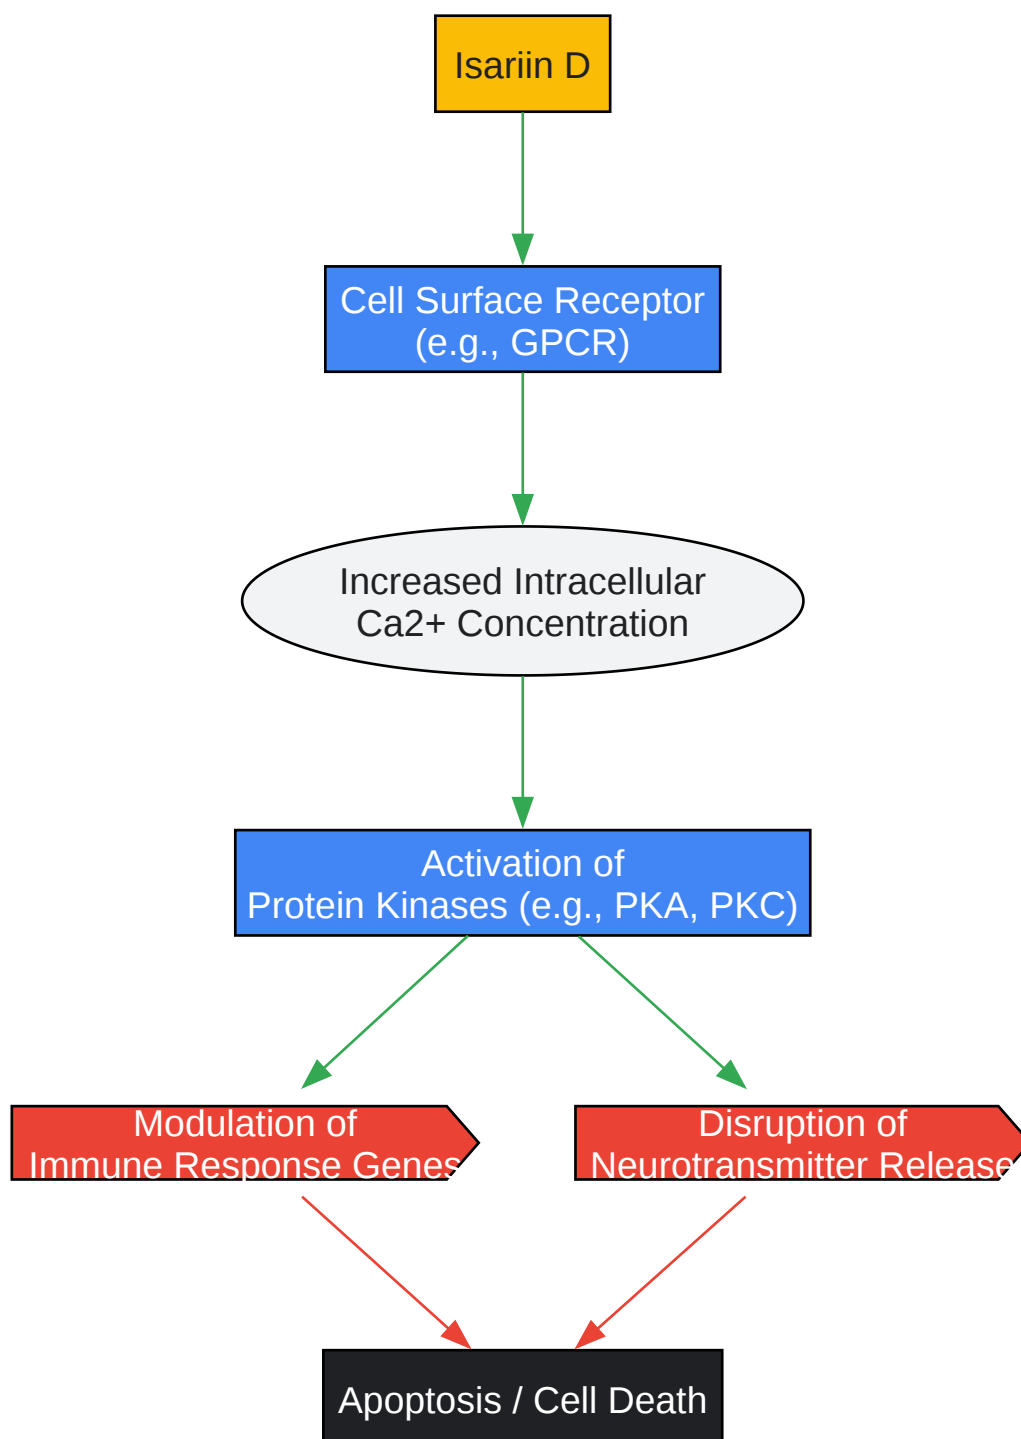 Isariin D
Cell Surface Receptor
(e.g., GPCR)
Increased Intracellular
Ca2+ Concentration
Activation of
Protein Kinases (e.g., PKA, PKC)
Modulation of
Immune Response Genes
Disruption of
Neurotransmitter Release
Apoptosis / Cell Death